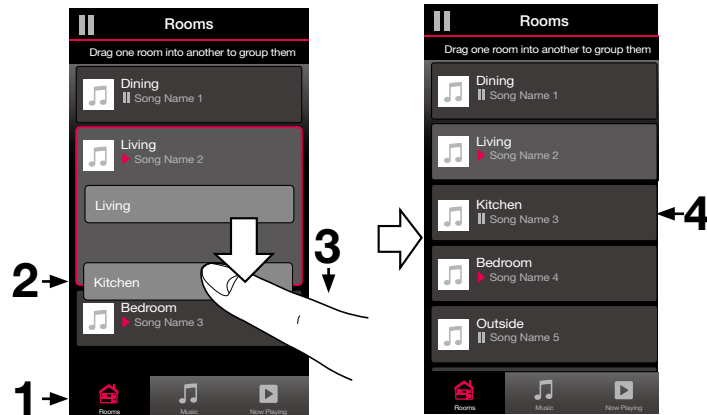 Rooms
Drag one room into another to group them
Dining
Song Name 1
Living
Song Name 2
Living
Kitchen
Bedroom
Song Name 3
Rooms
Music
Now Playing
1
2
3
Rooms
Drag one room into another to group them
Dining
Song Name 1
Living
Song Name 2
Kitchen
Song Name 3
Bedroom
Song Name 4
Outside
Song Name 5
Rooms
Music
Now Playing
4